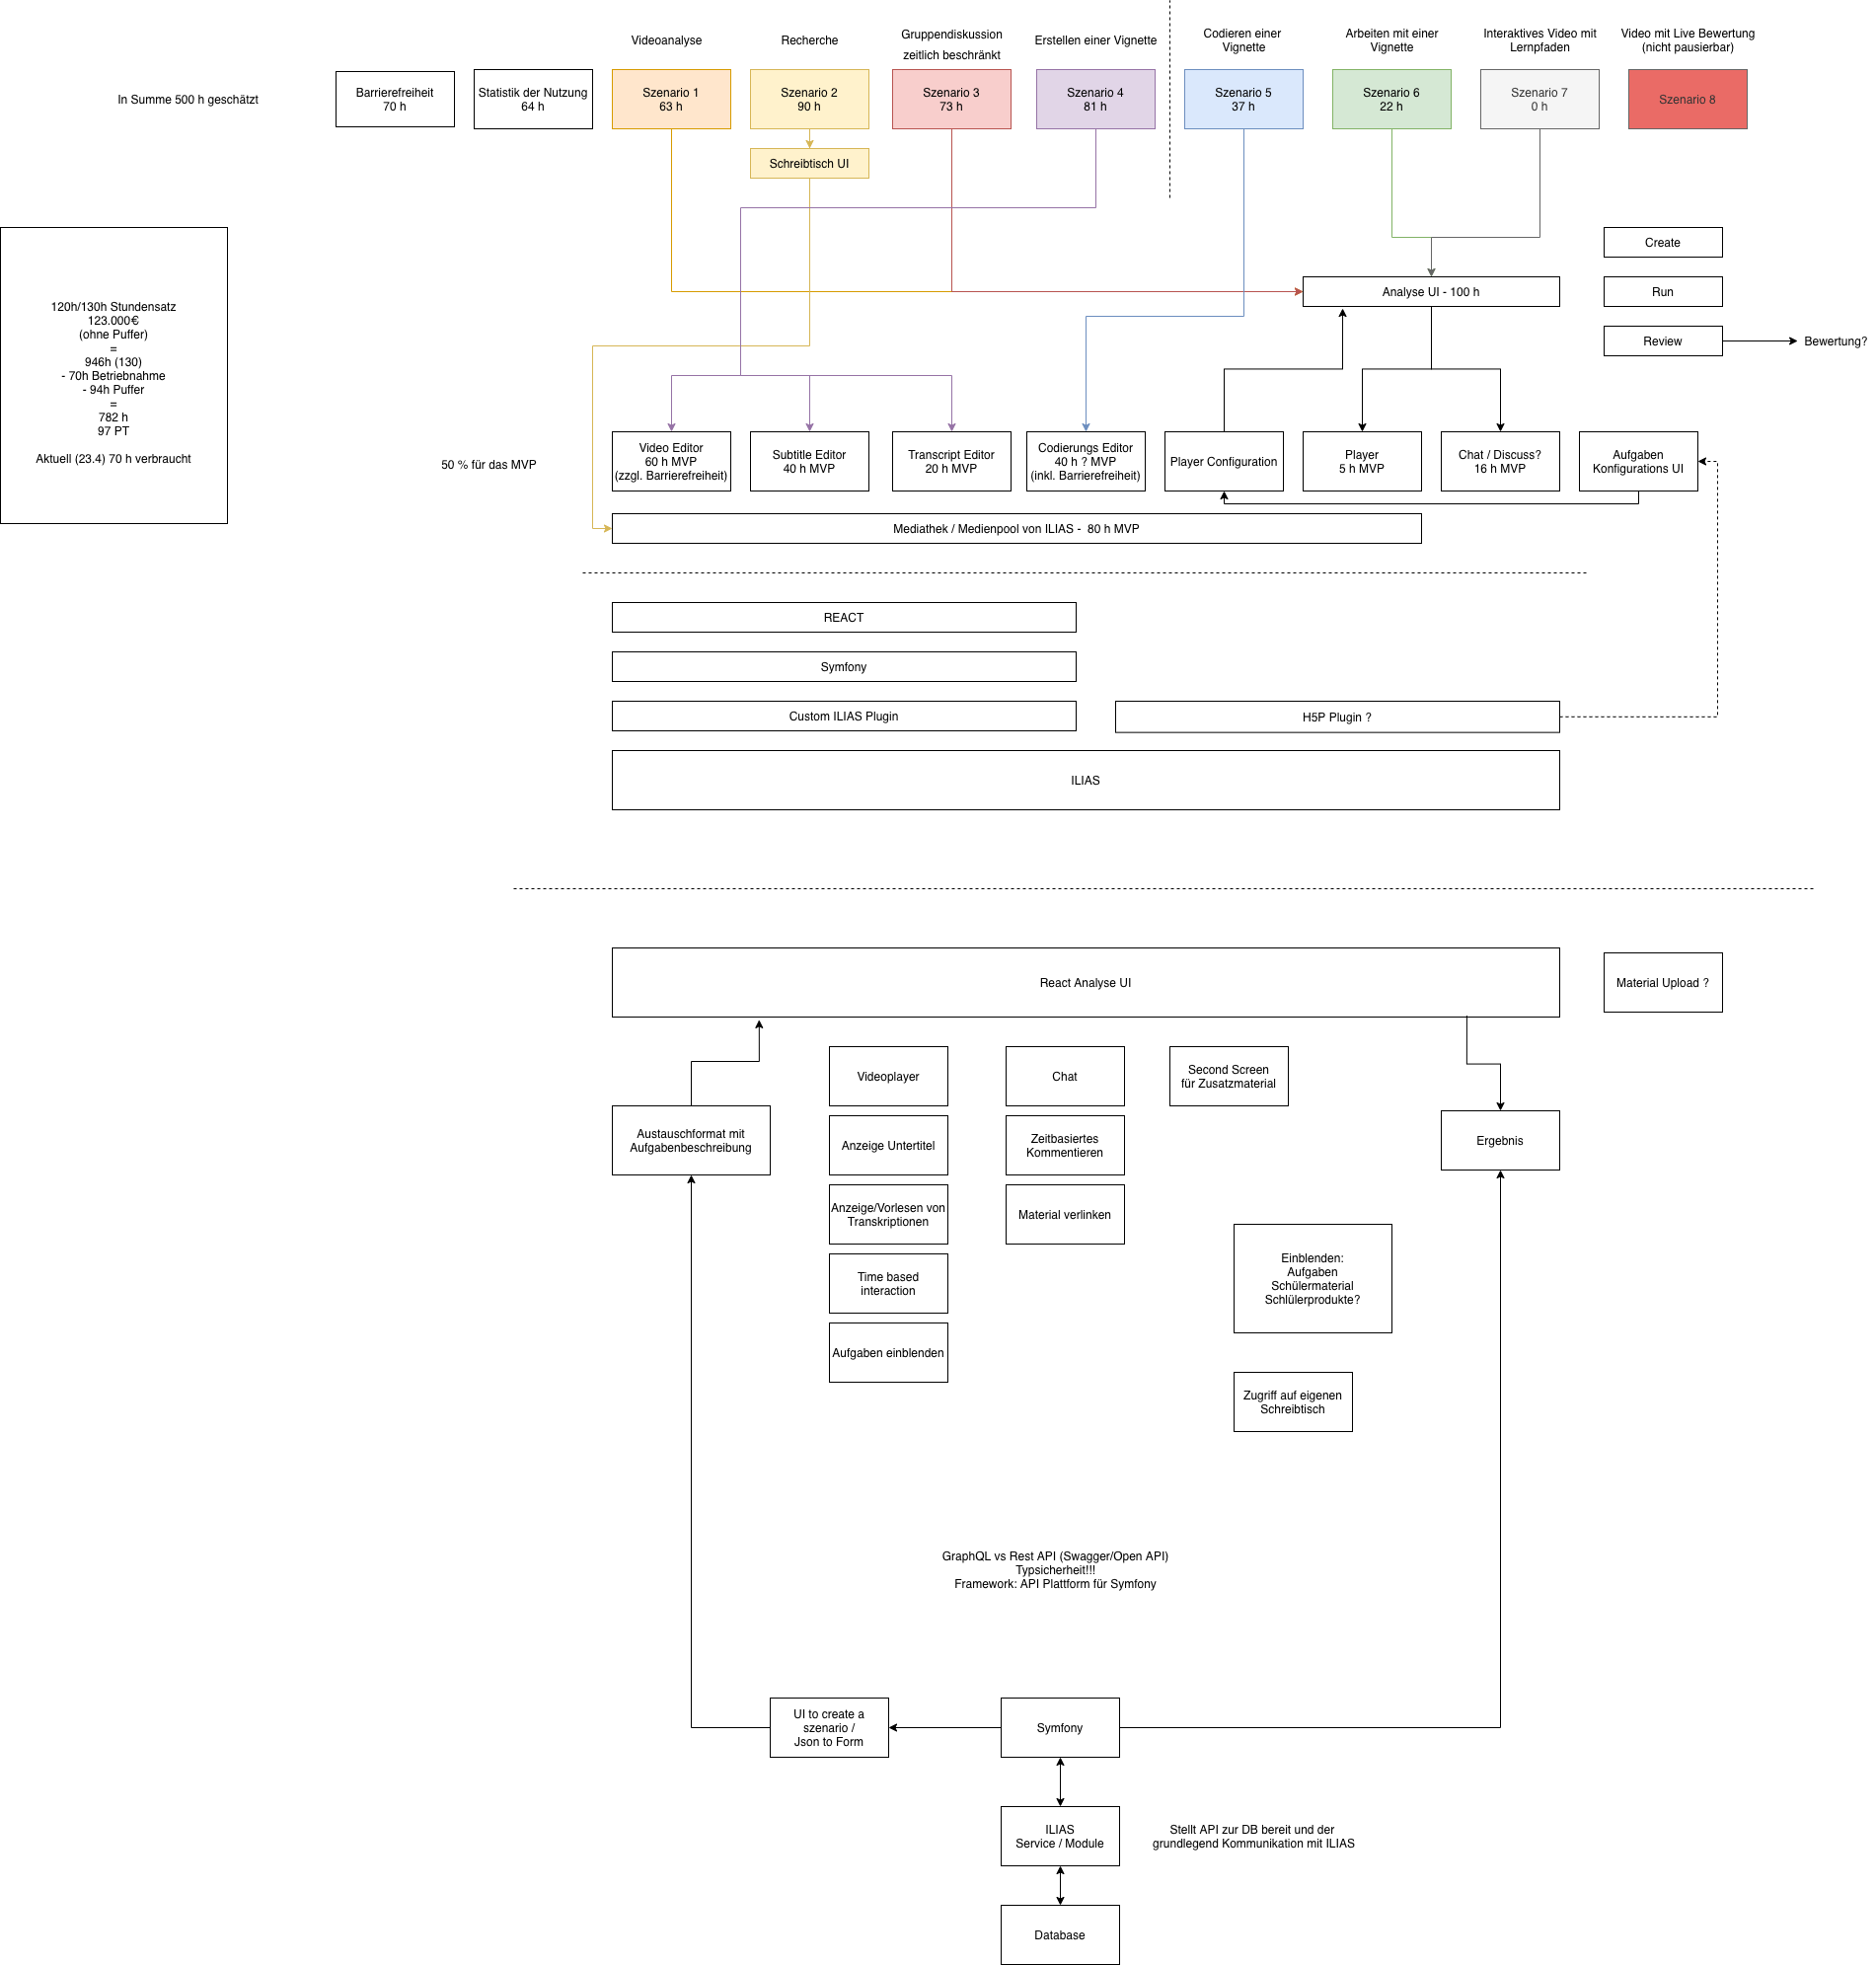 Videoanalyse
Recherche
Gruppendiskussion
zeitlich beschränkt
Erstellen einer Vignette
Codieren einer
Vignette
Arbeiten mit einer
Vignette
Interaktives Video mit
Lernpfaden
Video mit Live Bewertung
(nicht pausierbar)
In Summe 500 h geschätzt
Barrierefreiheit
70 h
Statistik der Nutzung
64 h
Szenario 1
63 h
Szenario 2
90 h
Szenario 3
73 h
Szenario 4
81 h
Szenario 5
37 h
Szenario 6
22 h
Szenario 7
0 h
Szenario 8
Schreibtisch UI
120h/130h Stundensatz
123.000€
(ohne Puffer)
=
946h (130)
- 70h Betriebnahme
- 94h Puffer
=
782 h
97 PT
Aktuell (23.4) 70 h verbraucht
Create
Analyse UI - 100 h
Run
Review
Bewertung?
50 % für das MVP
Video Editor
60 h MVP
(zzgl. Barrierefreiheit)
Subtitle Editor
40 h MVP
Transcript Editor
20 h MVP
Codierungs Editor
40 h ? MVP
(inkl. Barrierefreiheit)
Player Configuration
Player
5 h MVP
Chat / Discuss?
16 h MVP
Aufgaben
Konfigurations UI
Mediathek / Medienpool von ILIAS - 80 h MVP
REACT
Symfony
Custom ILIAS Plugin
H5P Plugin ?
ILIAS
React Analyse UI
Material Upload ?
Videoplayer
Chat
Second Screen
für Zusatzmaterial
Austauschformat mit
Aufgabenbeschreibung
Anzeige Untertitel
Zeitbasiertes
Kommentieren
Ergebnis
Anzeige/Vorlesen von
Transkriptionen
Material verlinken
Time based
interaction
Einblenden:
Aufgaben
Schülermaterial
Schlülerprodukte?
Aufgaben einblenden
Zugriff auf eigenen
Schreibtisch
GraphQL vs Rest API (Swagger/Open API)
Typsicherheit!!!
Framework: API Plattform für Symfony
UI to create a
szenario /
Json to Form
Symfony
ILIAS
Service / Module
Stellt API zur DB bereit und der
grundlegend Kommunikation mit ILIAS
Database